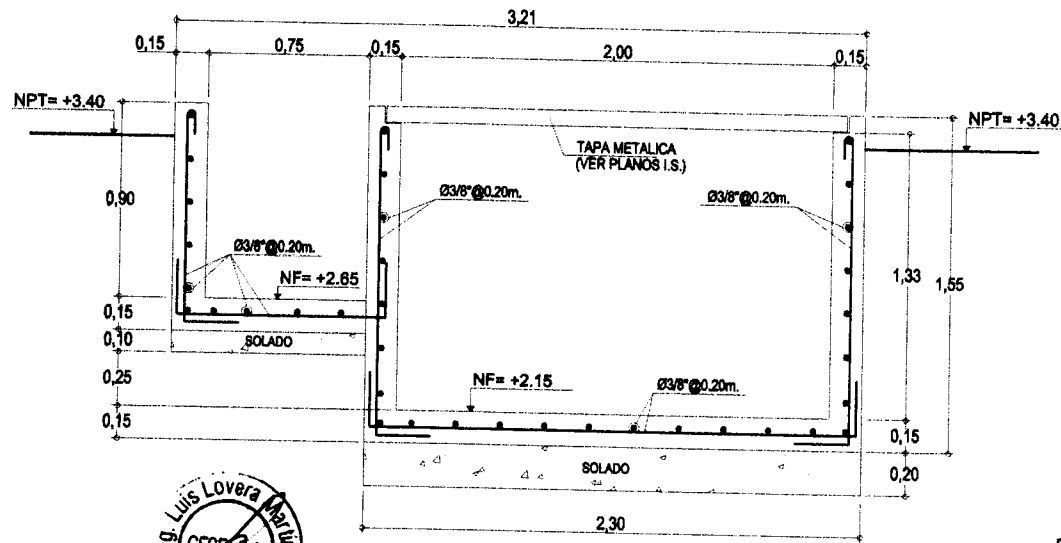 3,21
0,15 0,75 0,15 2,00 0,15
NPT= +3.40
NPT= +3.40
TAPA METALICA
(VER PLANOS I.S.)
0,90
Ø3/8"@0.20m.
Ø3/8"@0.20m.
Ø3/8"@0.20m.
1,33
1,55
NF= +2.65
0,15
0,10
SOLADO
0,25
NF= +2.15
Ø3/8"@0.20m.
0,15
0,15
SOLADO
0,20
2,30
g. Luis Lovera Martí